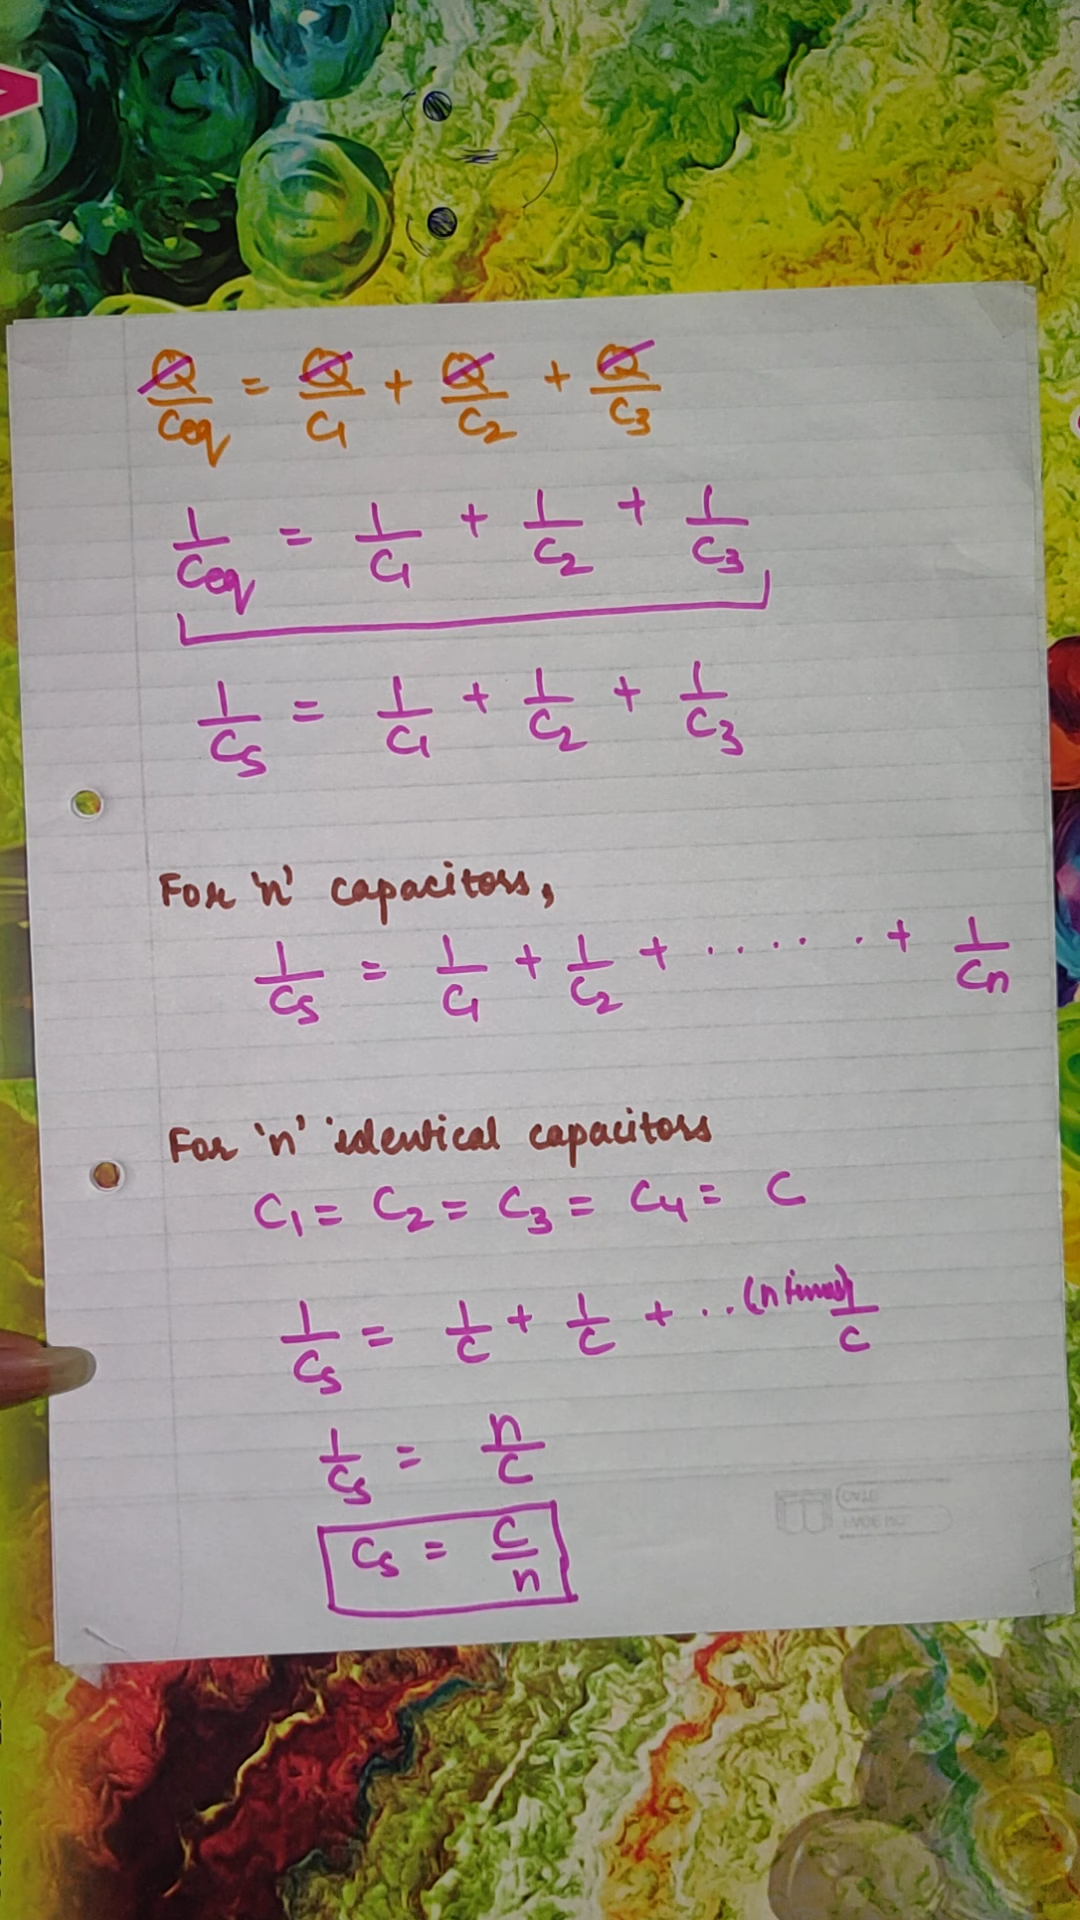 Q/Ceq = Q/C1 + Q/C2 + Q/C3
1/Ceq = 1/C1 + 1/C2 + 1/C3
1/Cs = 1/C1 + 1/C2 + 1/C3
For 'n' capacitors,
1/Cs = 1/C1 + 1/C2 + ...... + 1/Cn
For 'n' identical capacitors
C1 = C2 = C3 = C4 = C
1/Cs = 1/C + 1/C + .. (n times) 1/C
1/Cs = n/C
Cs = C/n